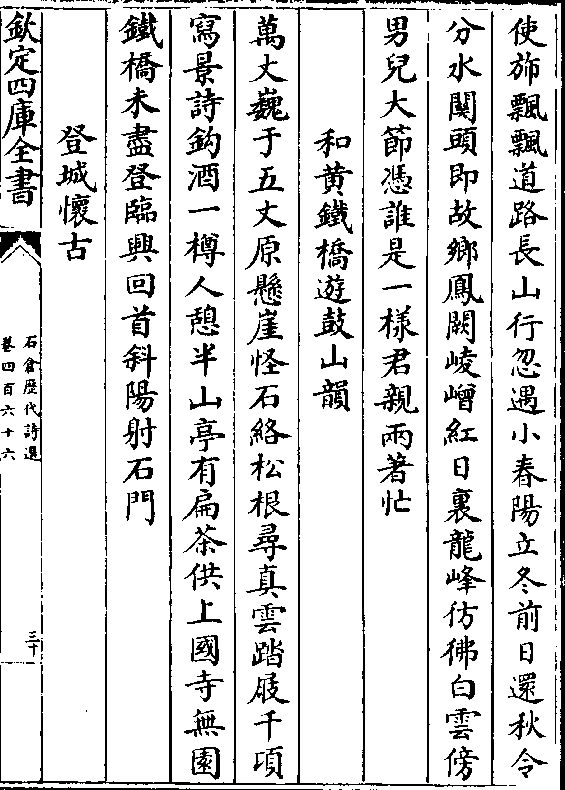 使斾飄飄道路長山行忽遇小春陽立冬前日還秋令
分水關頭即故鄉鳳闕崚嶒紅日裏龍峰仿佛白雲傍
男兒大節憑誰是一様君親兩著忙
和黄鐵橋遊鼓山韻
萬丈巍于五丈原懸崖怪石絡松根尋真雲踏屐千項
寫景詩鈎酒一樽人憩半山亭有扁茶供上國寺無園
鐵橋未盡登臨興回首斜陽射石門
登城懷古
欽定四庫全書
石倉歴代詩選
卷四百六十六
三十